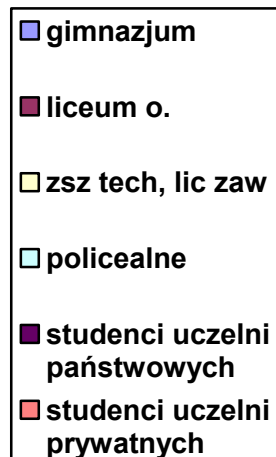 gimnazjum
liceum o.
zsz tech, lic zaw
policealne
studenci uczelni
państwowych
studenci uczelni
prywatnych